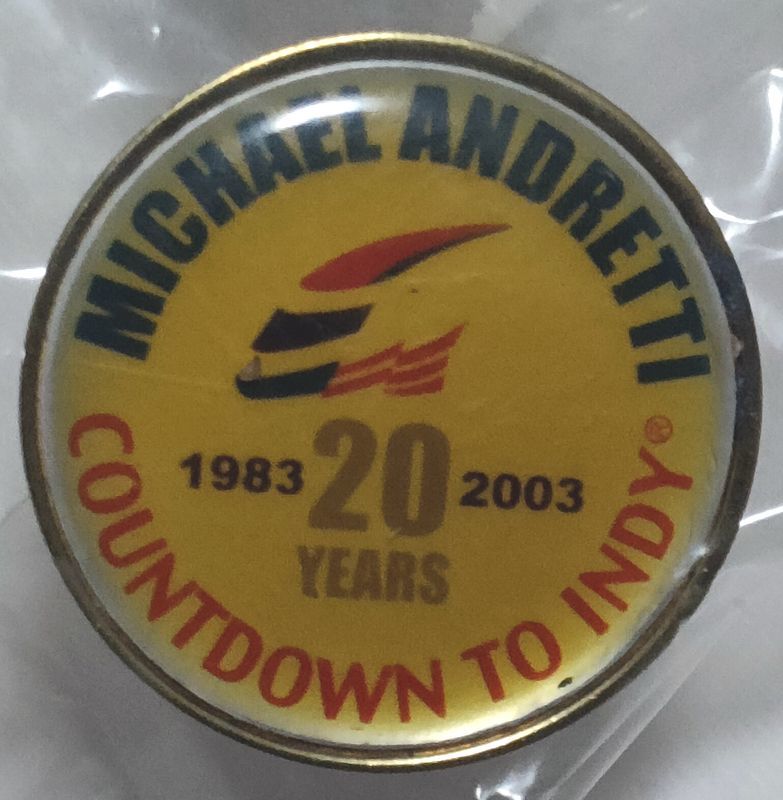 MICHAEL ANDRETTI
1983 20 2003
YEARS
COUNTDOWN TO INDY®